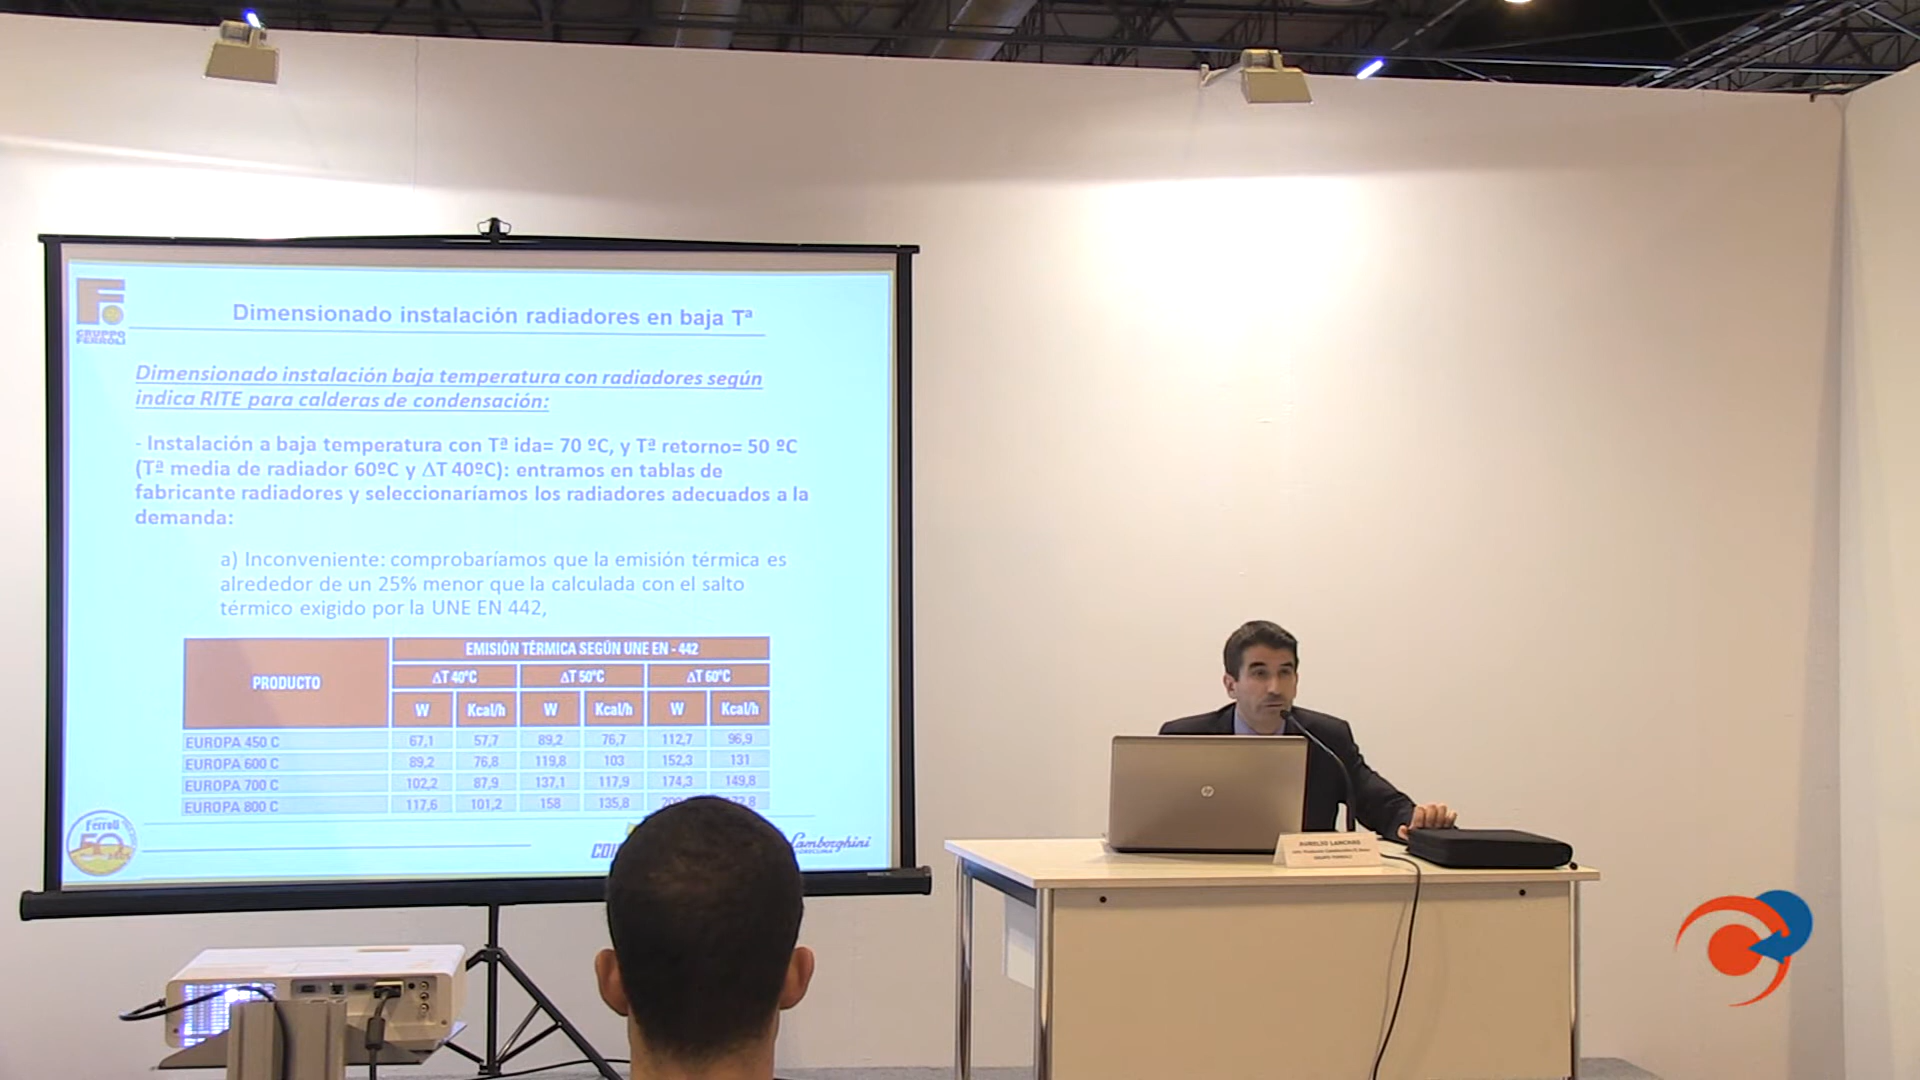 GRUPPO
FERROLI
Dimensionado instalación radiadores en baja Tª
Dimensionado instalación baja temperatura con radiadores según
indica RITE para calderas de condensación:
- Instalación a baja temperatura con Tª ida= 70 ºC, y Tª retorno= 50 ºC
(Tª media de radiador 60ºC y ΔT 40ºC): entramos en tablas de
fabricante radiadores y seleccionaríamos los radiadores adecuados a la
demanda:
a) Inconveniente: comprobaríamos que la emisión térmica es
alrededor de un 25% menor que la calculada con el salto
térmico exigido por la UNE EN 442,
PRODUCTO
EMISIÓN TÉRMICA SEGÚN UNE EN - 442
ΔT 40ºC ΔT 50ºC ΔT 60ºC
W Kcal/h W Kcal/h W Kcal/h
EUROPA 450 C 67,1 57,7 89,2 76,7 112,7 96,9
EUROPA 600 C 89,2 76,8 119,8 103 152,3 131
EUROPA 700 C 102,2 87,9 137,1 117,9 174,3 149,8
EUROPA 800 C 117,6 101,2 158 135,8
Ferroli
50
Lamborghini
hp
AURELIO LANCHAS
GRUPO FERROLI